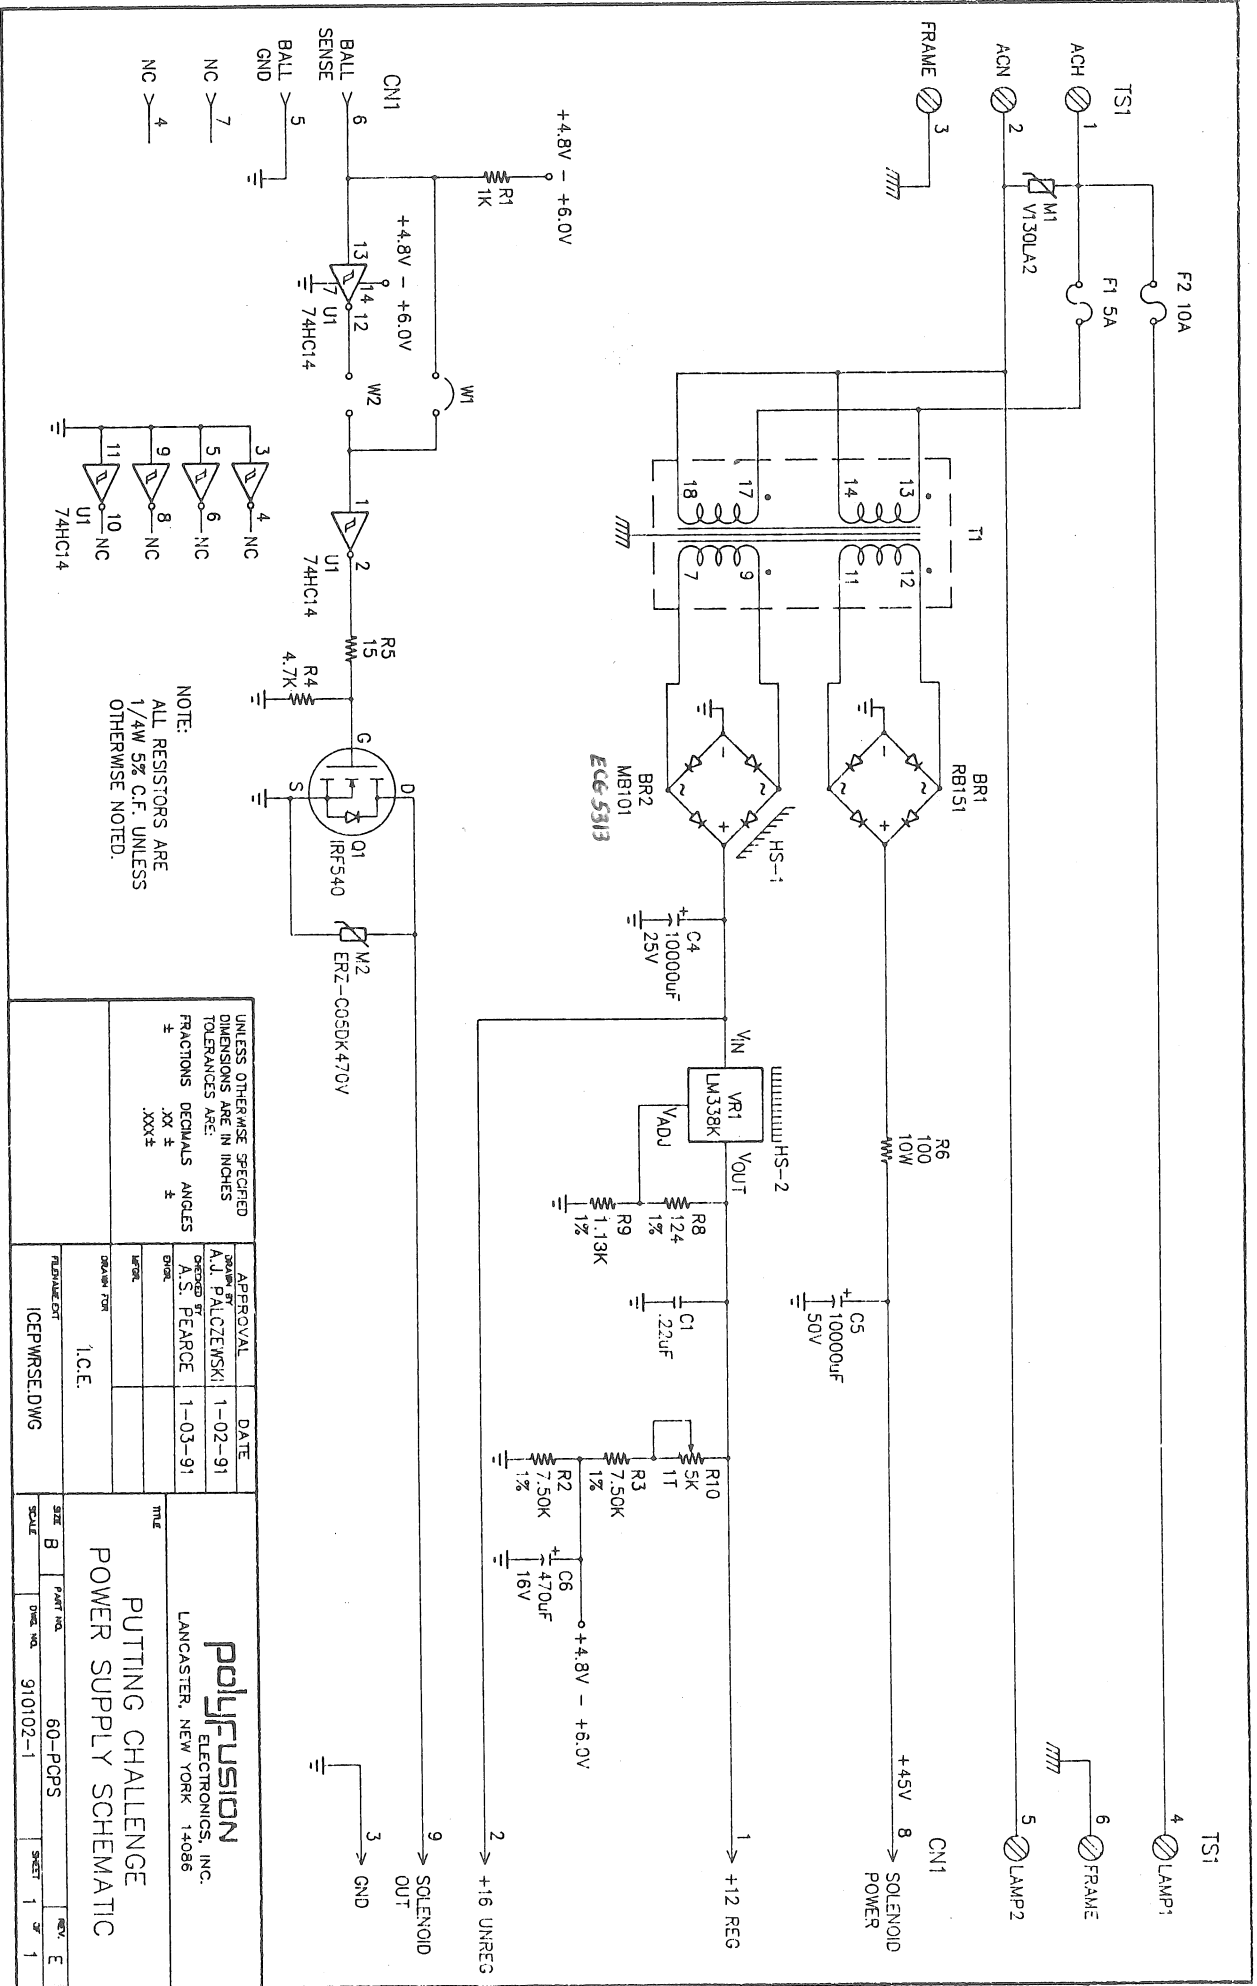 TS1
ACH
1
ACN
2
FRAME
3
M1
V130LA2
F2 10A
F1 5A
T1
13
14
17
18
12
11
9
7
BR1
RB151
~
~
-
+
BR2
MB101
ECG 5313
~
~
-
+
HS-1
C4
10000uF
25V
+
VIN
VR1
LM338K
VOUT
VADJ
HS-2
R6
100
10W
R8
124
1%
R9
1.13K
1%
C5
10000uF
50V
+
C1
.22uF
R10
5K
1T
R3
7.50K
1%
R2
7.50K
1%
C6
470uF
16V
+
+4.8V - +6.0V
TS1
4
LAMP1
6
FRAME
5
LAMP2
CN1
+45V
8
SOLENOID
POWER
1
+12 REG
2
+16 UNREG
9
SOLENOID
OUT
3
GND
+4.8V - +6.0V
R1
1K
CN1
BALL
SENSE
6
BALL
GND
5
NC
7
NC
4
+4.8V - +6.0V
13
14
7
12
U1
74HC14
W1
W2
1
2
U1
74HC14
3
4
NC
5
6
NC
9
8
NC
11
10
NC
U1
74HC14
R5
15
R4
4.7K
G
D
S
Q1
IRF540
M2
ERZ-C05DK470V
NOTE:
ALL RESISTORS ARE
1/4W 5% C.F. UNLESS
OTHERWISE NOTED.
UNLESS OTHERWISE SPECIFIED
DIMENSIONS ARE IN INCHES
TOLERANCES ARE:
FRACTIONS DECIMALS ANGLES
± .XX ± ±
.XXX±
APPROVAL DATE
DRAWN BY
A.J. PALCZEWSKI 1-02-91
CHECKED BY
A.S. PEARCE 1-03-91
ENGR.
MFGR.
DRAWN FOR
I.C.E.
FILENAME.EXT
ICEPWRSE.DWG
polyfusion
ELECTRONICS, INC.
LANCASTER, NEW YORK 14086
TITLE
PUTTING CHALLENGE
POWER SUPPLY SCHEMATIC
SIZE B
PART NO. 60-PCPS
REV. E
SCALE
DWG NO. 910102-1
SHEET 1 OF 1